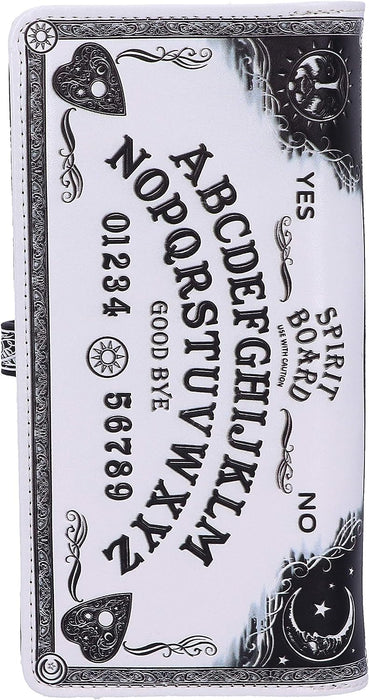 YES
SPIRIT
BOARD
USE WITH CAUTION
NO
ABCDEFGHIJKLM
NOPQRSTUVWXYZ
GOOD BYE
01234 56789